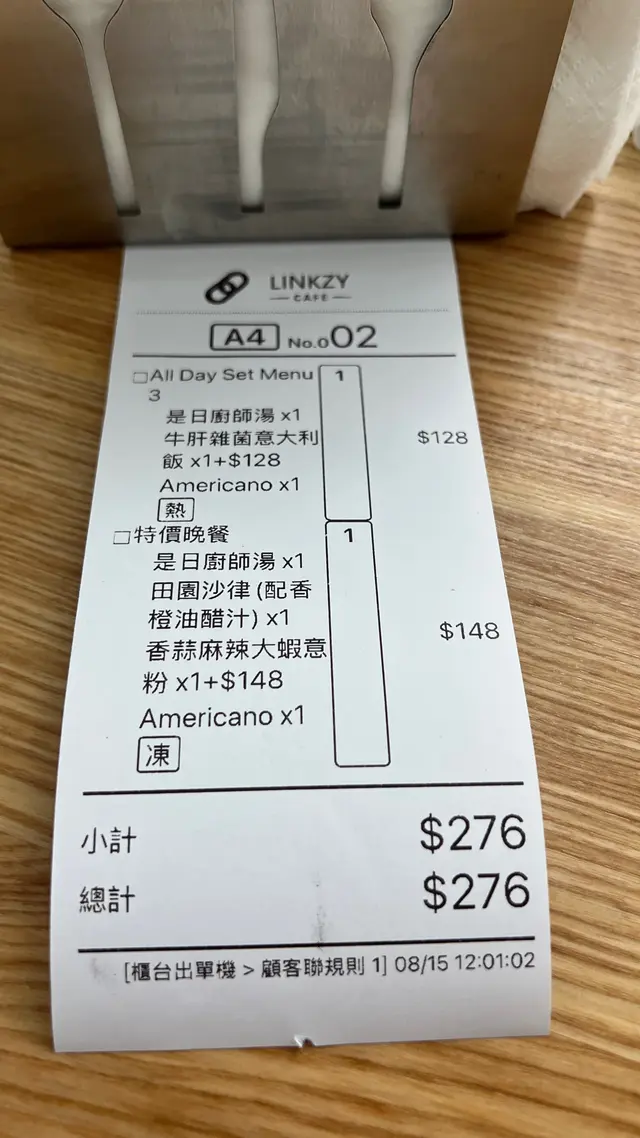 LINKZY
CAFE
A4 No.002
All Day Set Menu 1
3
是日廚師湯 x1
牛肝雜菌意大利 $128
飯 x1+$128
Americano x1
熱
特價晚餐 1
是日廚師湯 x1
田園沙律 (配香
橙油醋汁) x1
$148
香蒜麻辣大蝦意
粉 x1+$148
Americano x1
凍
小計 $276
總計 $276
[櫃台出單機 > 顧客聯規則 1] 08/15 12:01:02